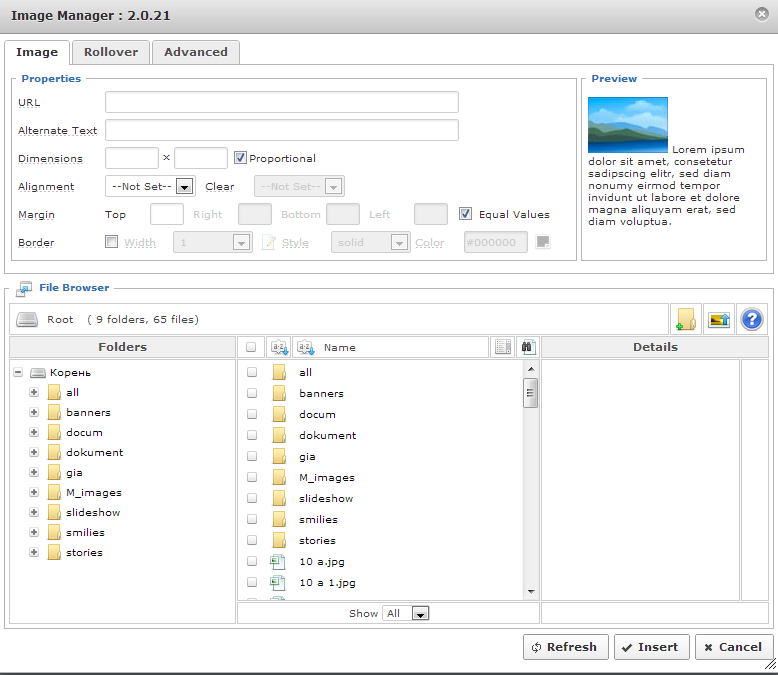 Image Manager : 2.0.21
Image Rollover Advanced
Properties
URL
Alternate Text
Dimensions × Proportional
Alignment --Not Set-- Clear --Not Set--
Margin Top Right Bottom Left Equal Values
Border Width 1 Style solid Color #000000
Preview
Lorem ipsum
dolor sit amet, consetetur
sadipscing elitr, sed diam
nonumy eirmod tempor
invidunt ut labore et dolore
magna aliquyam erat, sed
diam voluptua.
File Browser
Root ( 9 folders, 65 files)
Folders
Name
Details
Корень
all
banners
docum
dokument
gia
M_images
slideshow
smilies
stories
all
banners
docum
dokument
gia
M_images
slideshow
smilies
stories
10 a.jpg
10 a 1.jpg
Show All
Refresh Insert Cancel